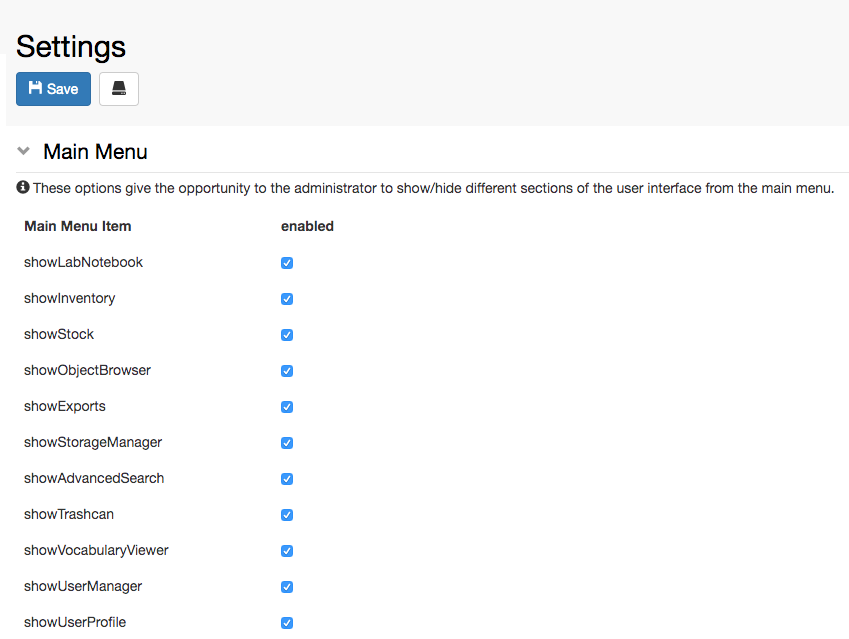 Settings
Save
Main Menu
These options give the opportunity to the administrator to show/hide different sections of the user interface from the main menu.
Main Menu Item enabled
showLabNotebook
showInventory
showStock
showObjectBrowser
showExports
showStorageManager
showAdvancedSearch
showTrashcan
showVocabularyViewer
showUserManager
showUserProfile